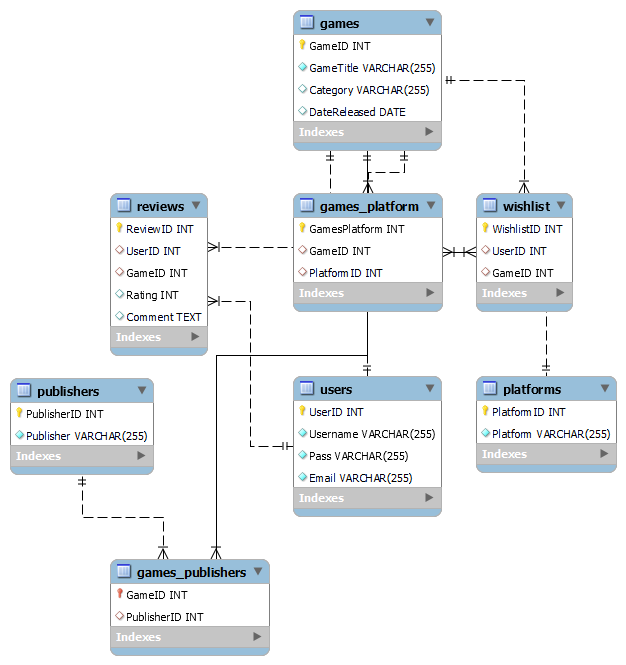 games
GameID INT
GameTitle VARCHAR(255)
Category VARCHAR(255)
DateReleased DATE
Indexes
reviews
ReviewID INT
UserID INT
GameID INT
Rating INT
Comment TEXT
Indexes
games_platform
GamesPlatform INT
GameID INT
PlatformID INT
Indexes
wishlist
WishlistID INT
UserID INT
GameID INT
Indexes
publishers
PublisherID INT
Publisher VARCHAR(255)
Indexes
users
UserID INT
Username VARCHAR(255)
Pass VARCHAR(255)
Email VARCHAR(255)
Indexes
platforms
PlatformID INT
Platform VARCHAR(255)
Indexes
games_publishers
GameID INT
PublisherID INT
Indexes